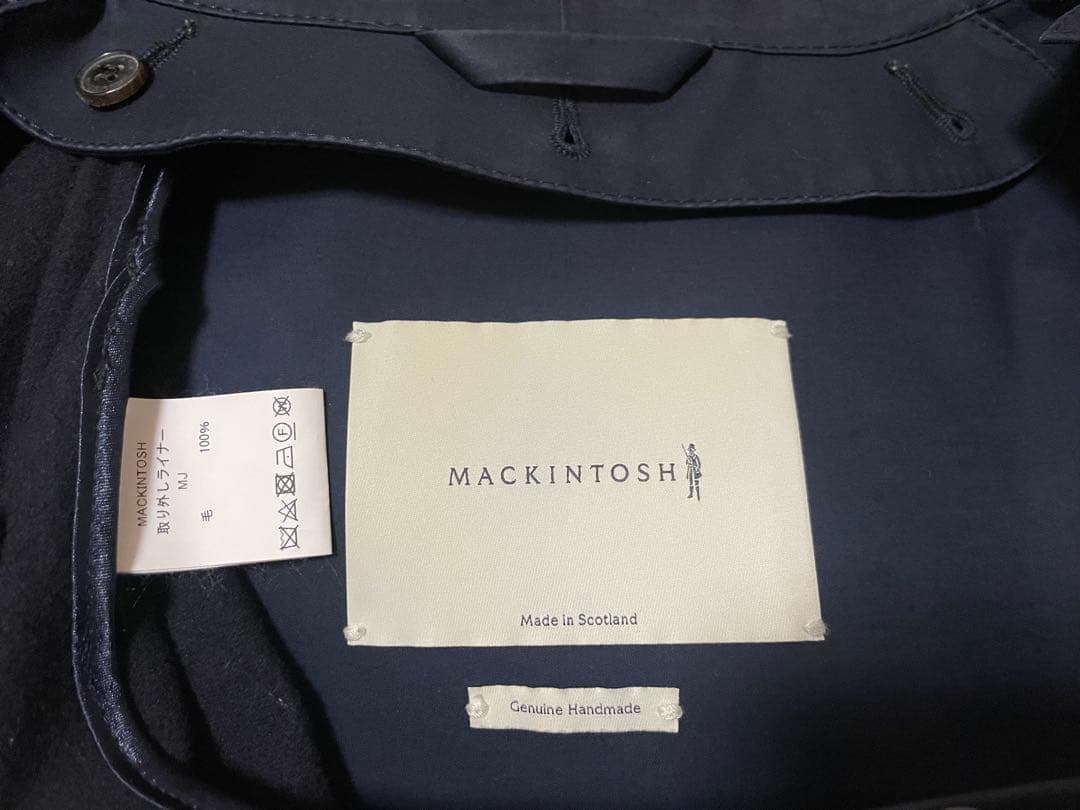 MACKINTOSH
Made in Scotland
Genuine Handmade
MACKINTOSH
取り外しライナー
MJ
毛 100%
F
W